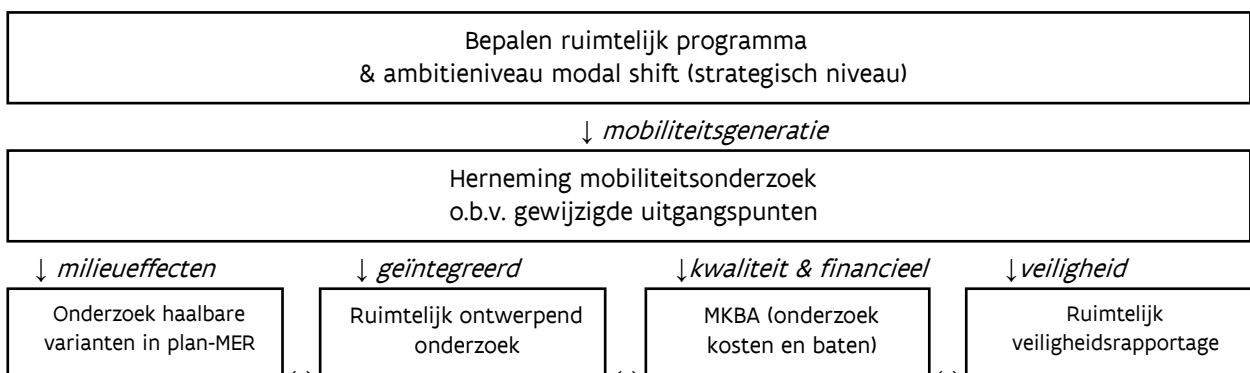 Bepalen ruimtelijk programma
& ambitieniveau modal shift (strategisch niveau)
↓ mobiliteitsgeneratie
Herneming mobiliteitsonderzoek
o.b.v. gewijzigde uitgangspunten
↓ milieueffecten
↓ geïntegreerd
↓kwaliteit & financieel
↓veiligheid
Onderzoek haalbare
varianten in plan-MER
Ruimtelijk ontwerpend
onderzoek
MKBA (onderzoek
kosten en baten)
Ruimtelijk
veiligheidsrapportage